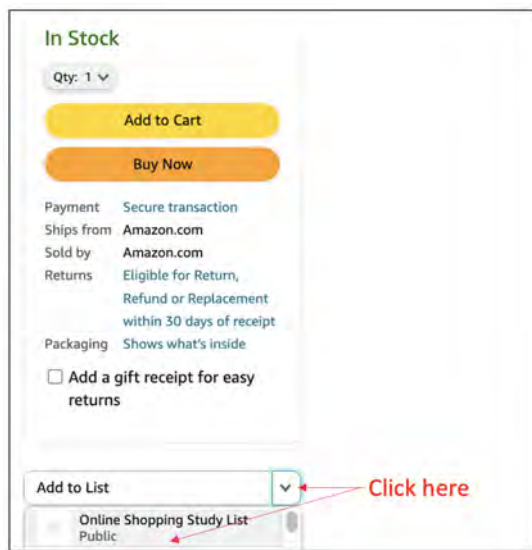 In Stock
Qty: 1
Add to Cart
Buy Now
Payment Secure transaction
Ships from Amazon.com
Sold by Amazon.com
Returns Eligible for Return,
Refund or Replacement
within 30 days of receipt
Packaging Shows what's inside
Add a gift receipt for easy
returns
Add to List
Click here
Online Shopping Study List
Public